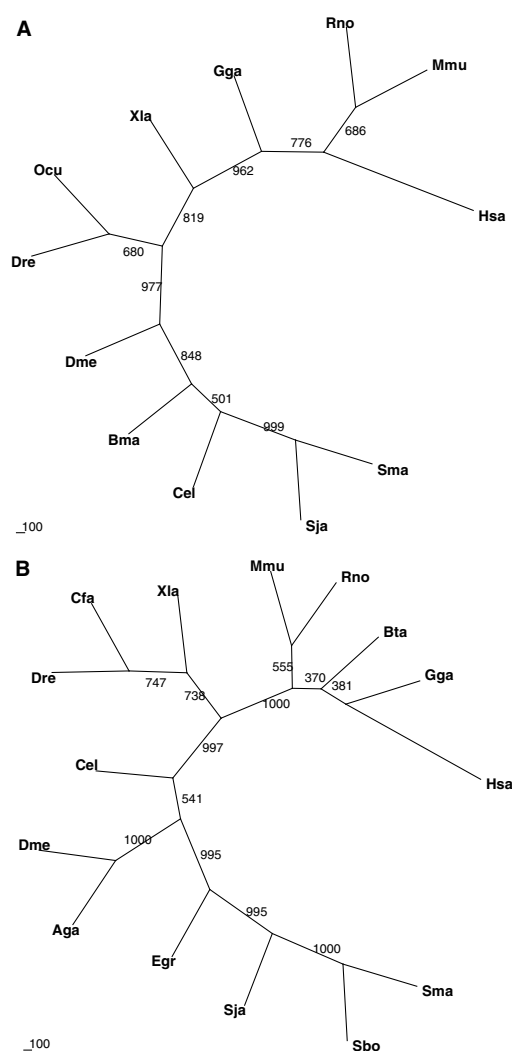 A
Rno
Mmu
Gga
Xla
776
686
962
Ocu
Hsa
819
Dre
680
977
Dme
848
501
Bma
999
Sma
Cel
Sja
_100
B
Mmu
Rno
Cfa
Xla
Bta
Dre
747
555
370
381
Gga
738
1000
997
Hsa
Cel
541
Dme
1000
995
Aga
995
Egr
1000
Sma
Sja
Sbo
_100